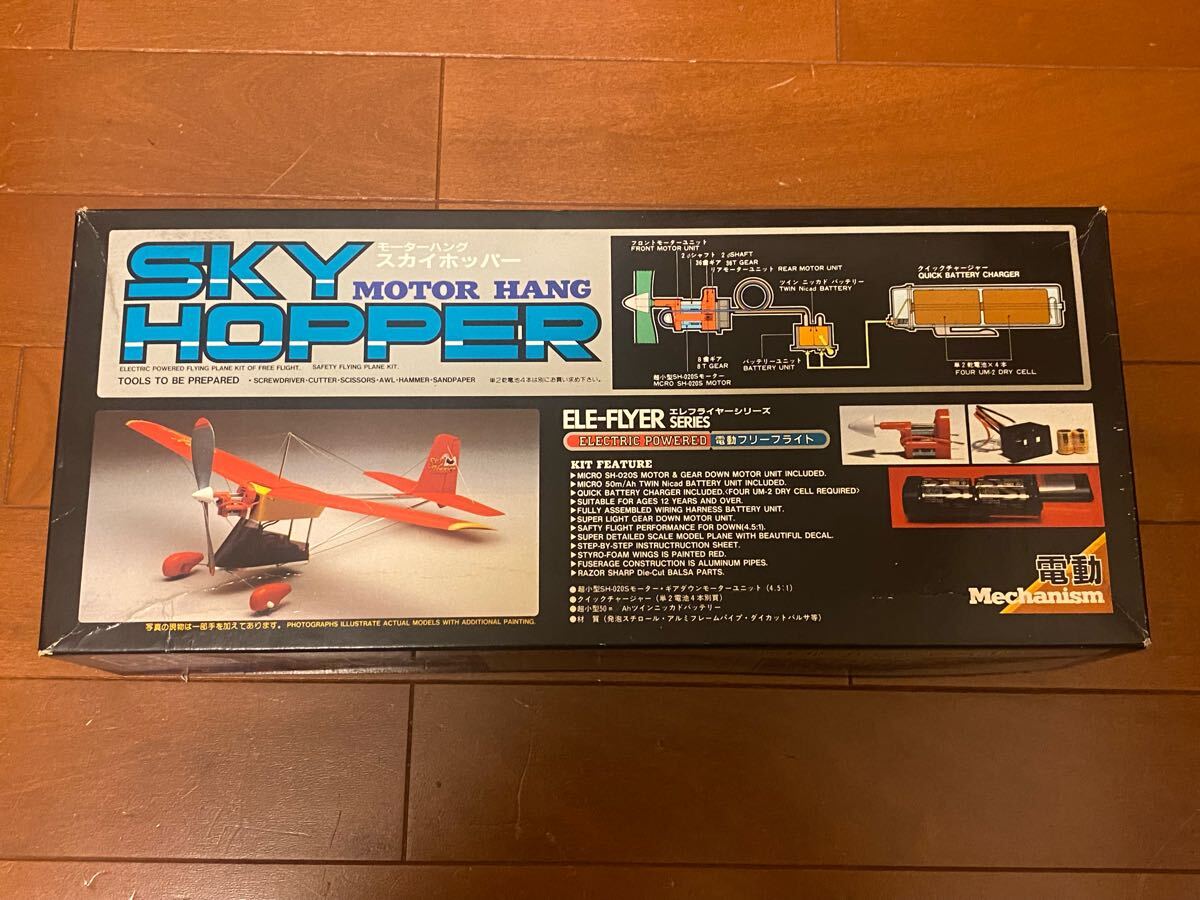 SKY
モーターハング
スカイホッパー
MOTOR HANG
HOPPER
ELECTRIC POWERED FLYING PLANE KIT OF FREE FLIGHT. SAFETY FLYING PLANE KIT.
TOOLS TO BE PREPARED ・SCREWDRIVER・CUTTER・SCISSORS・AWL・HAMMER・SANDPAPER 単2乾電池4本は別にお買い求め下さい。
フロントモーターユニット
FRONT MOTOR UNIT
2φシャフト 2φSHAFT
36歯ギア 36T GEAR
リアモーターユニット REAR MOTOR UNIT
ツイン ニッカド バッテリー
TWIN Nicad BATTERY
クイックチャージャー
QUICK BATTERY CHARGER
8歯ギア
8T GEAR
超小型SH-020Sモーター
MICRO SH-020S MOTOR
バッテリーユニット
BATTERY UNIT
単2乾電池×4本
FOUR UM-2 DRY CELL
ELE-FLYER エレフライヤーシリーズ
SERIES
ELECTRIC POWERED 電動フリーフライト
KIT FEATURE
▶MICRO SH-020S MOTOR & GEAR DOWN MOTOR UNIT INCLUDED.
▶MICRO 50m/Ah TWIN Nicad BATTERY UNIT INCLUDED.
▶QUICK BATTERY CHARGER INCLUDED.<FOUR UM-2 DRY CELL REQUIRED>
▶SUITABLE FOR AGES 12 YEARS AND OVER.
▶FULLY ASSEMBLED WIRING HARNESS BATTERY UNIT.
▶SUPER LIGHT GEAR DOWN MOTOR UNIT.
▶SAFTY FLIGHT PERFORMANCE FOR DOWN(4.5:1).
▶SUPER DETAILED SCALE MODEL PLANE WITH BEAUTIFUL DECAL.
▶STEP-BY-STEP INSTRUCTRUCTION SHEET.
▶STYRO-FOAM WINGS IS PAINTED RED.
▶FUSERAGE CONSTRUCTION IS ALUMINUM PIPES.
▶RAZOR SHARP Die-Cut BALSA PARTS.
●超小型SH-020Sモーター・ギアダウンモーターユニット (4.5:1)
●クイックチャージャー (単2電池4本別買)
●超小型50 Ahツインニッカドバッテリー
●材 質 (発泡スチロール・アルミフレームパイプ・ダイカットバルサ等)
電動
Mechanism
写真の現物は一部手を加えてあります。 PHOTOGRAPHS ILLUSTRATE ACTUAL MODELS WITH ADDITIONAL PAINTING.